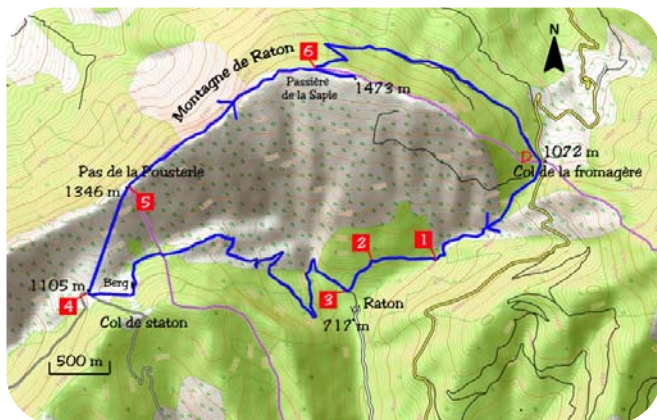 N
Montagne de Raton
6
Passière
de la Saple
1473 m
D
1072 m
Col de la fromagère
Pas de la Pousterle
1346 m
5
2
1
1105 m
Berg
4
3
Raton
717 m
Col de staton
500 m